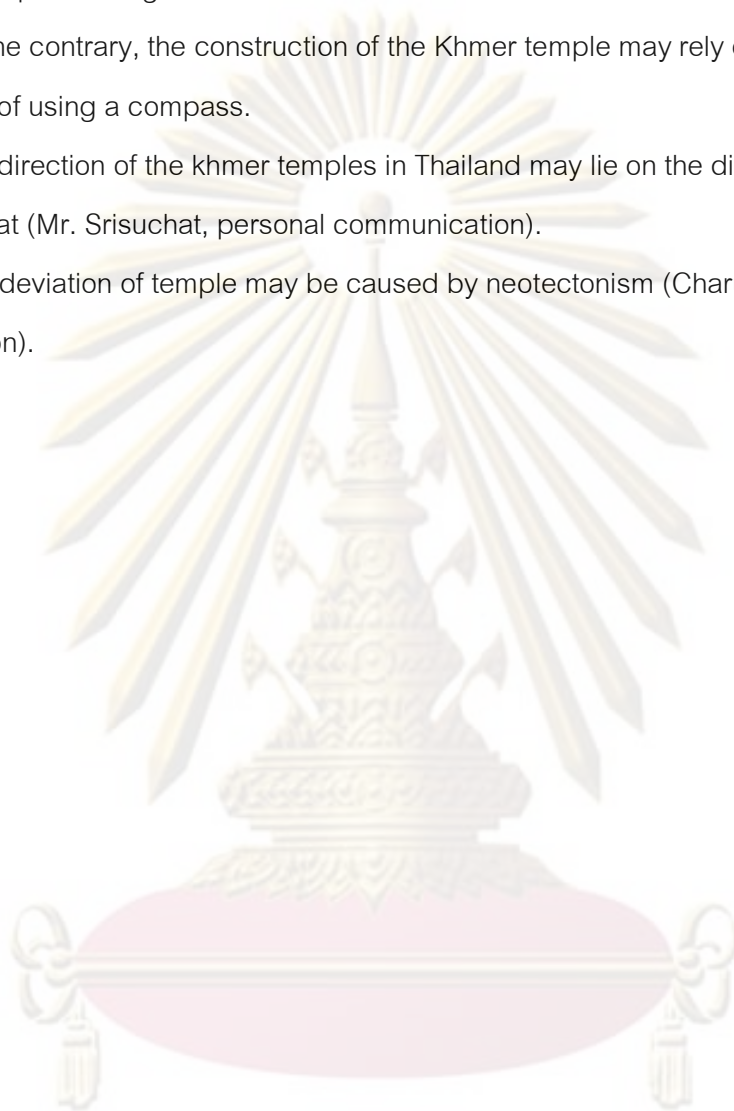 he contrary, the construction of the Khmer temple may rely
of using a compass.
direction of the khmer temples in Thailand may lie on the di
at (Mr. Srisuchat, personal communication).
deviation of temple may be caused by neotectonism (Char
on).